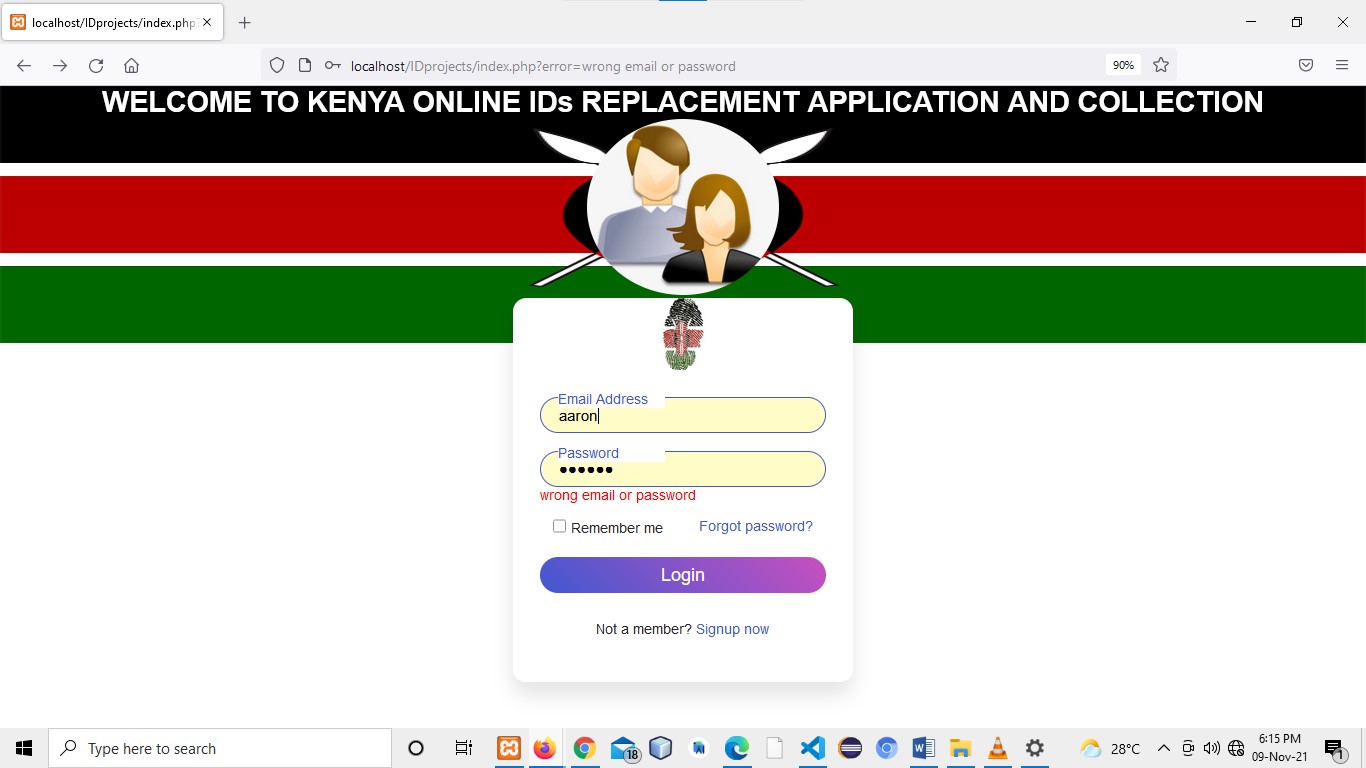 localhost/IDprojects/index.php?
localhost/IDprojects/index.php?error=wrong email or password
90%
WELCOME TO KENYA ONLINE IDs REPLACEMENT APPLICATION AND COLLECTION
Email Address
aaron
Password
wrong email or password
Remember me
Forgot password?
Login
Not a member? Signup now
Type here to search
18
28°C
6:15 PM
09-Nov-21
1